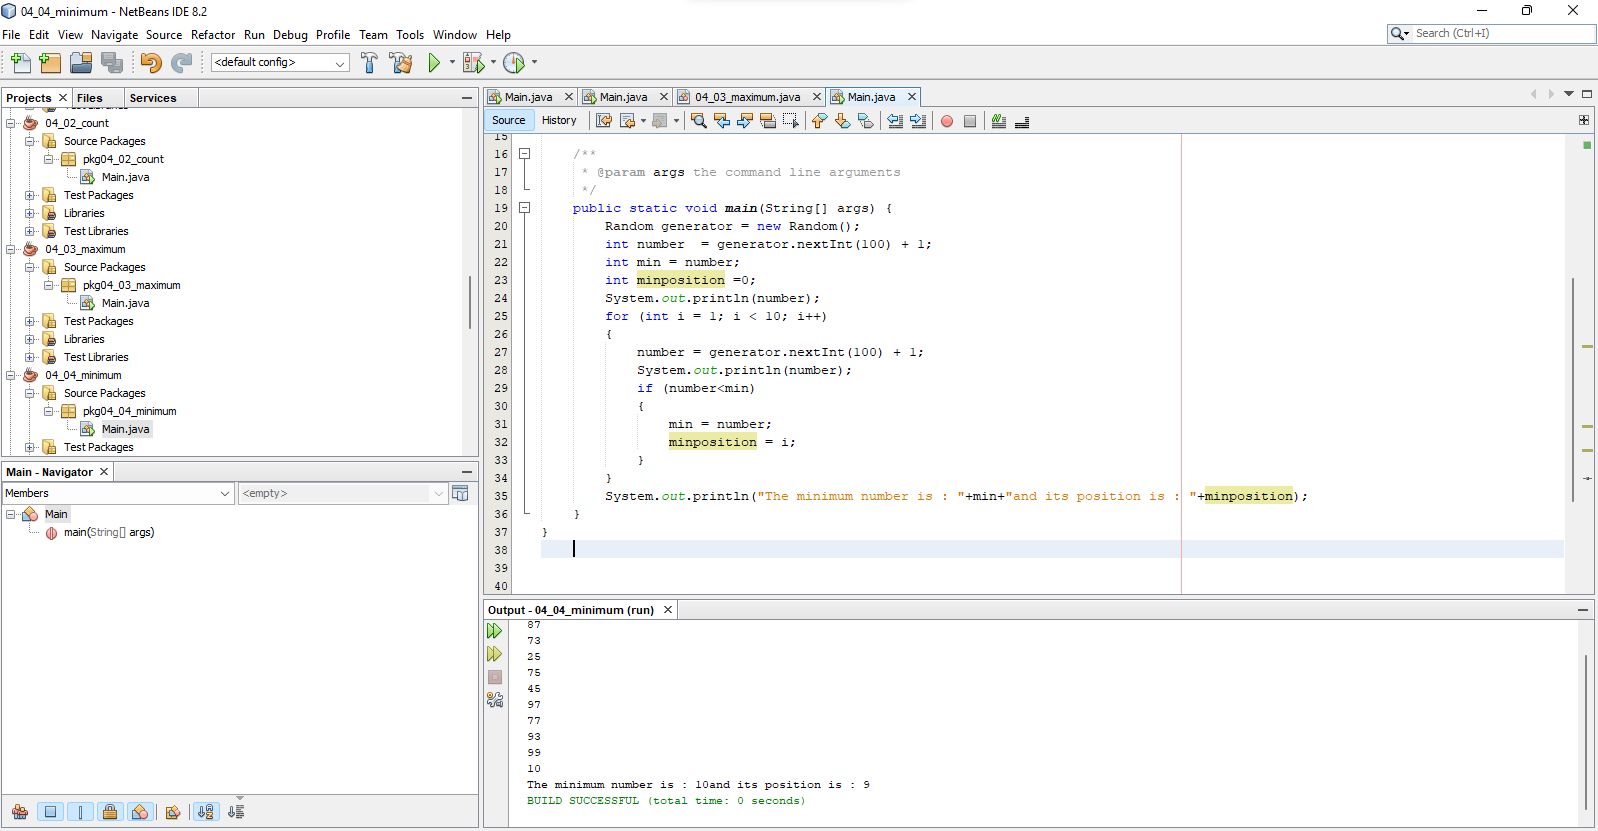 04_04_minimum - NetBeans IDE 8.2
File Edit View Navigate Source Refactor Run Debug Profile Team Tools Window Help
Search (Ctrl+I)
<default config>
Projects Files Services
04_02_count
Source Packages
pkg04_02_count
Main.java
Test Packages
Libraries
Test Libraries
04_03_maximum
Source Packages
pkg04_03_maximum
Main.java
Test Packages
Libraries
Test Libraries
04_04_minimum
Source Packages
pkg04_04_minimum
Main.java
Test Packages
Main - Navigator
Members <empty>
Main
main(String[] args)
Main.java Main.java 04_03_maximum.java Main.java
Source History
15
16 /**
17 * @param args the command line arguments
18 */
19 public static void main(String[] args) {
20 Random generator = new Random();
21 int number  = generator.nextInt(100) + 1;
22 int min = number;
23 int minposition =0;
24 System.out.println(number);
25 for (int i = 1; i < 10; i++)
26 {
27 number = generator.nextInt(100) + 1;
28 System.out.println(number);
29 if (number<min)
30 {
31 min = number;
32 minposition = i;
33 }
34 }
35 System.out.println("The minimum number is : "+min+"and its position is : "+minposition);
36 }
37 }
38
39
40
Output - 04_04_minimum (run)
87
73
25
75
45
97
77
93
99
10
The minimum number is : 10and its position is : 9
BUILD SUCCESSFUL (total time: 0 seconds)